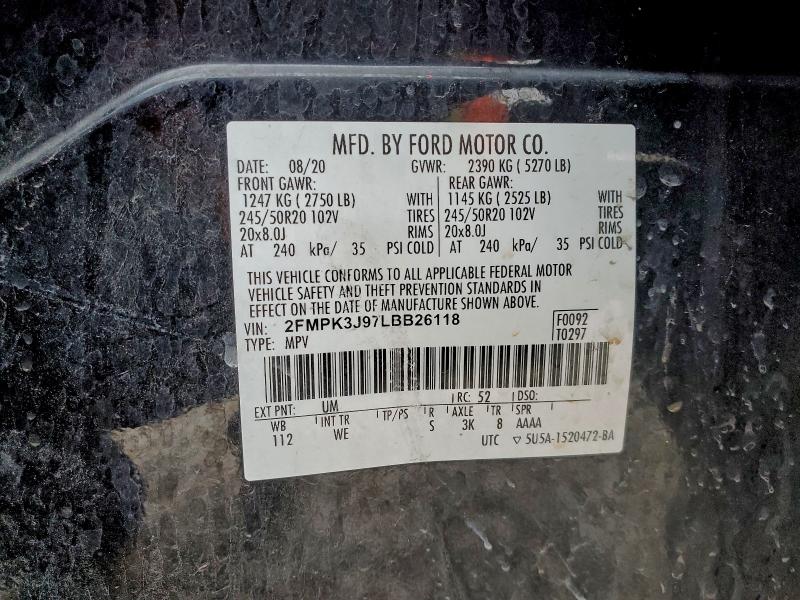 MFD. BY FORD MOTOR CO.
DATE: 08/20 GVWR: 2390 KG ( 5270 LB)
FRONT GAWR: REAR GAWR:
1247 KG ( 2750 LB) WITH 1145 KG ( 2525 LB) WITH
245/50R20 102V TIRES 245/50R20 102V TIRES
20x8.0J RIMS 20x8.0J RIMS
AT 240 kPa/ 35 PSI COLD AT 240 kPa/ 35 PSI COLD
THIS VEHICLE CONFORMS TO ALL APPLICABLE FEDERAL MOTOR
VEHICLE SAFETY AND THEFT PREVENTION STANDARDS IN
EFFECT ON THE DATE OF MANUFACTURE SHOWN ABOVE.
VIN: 2FMPK3J97LBB26118 F0092
TYPE: MPV T0297
EXT PNT: UM RC: 52 DSO:
WB INT TR TP/PS R AXLE TR SPR
112 WE S 3K 8 AAAA
UTC ▽ 5U5A-1520472-BA